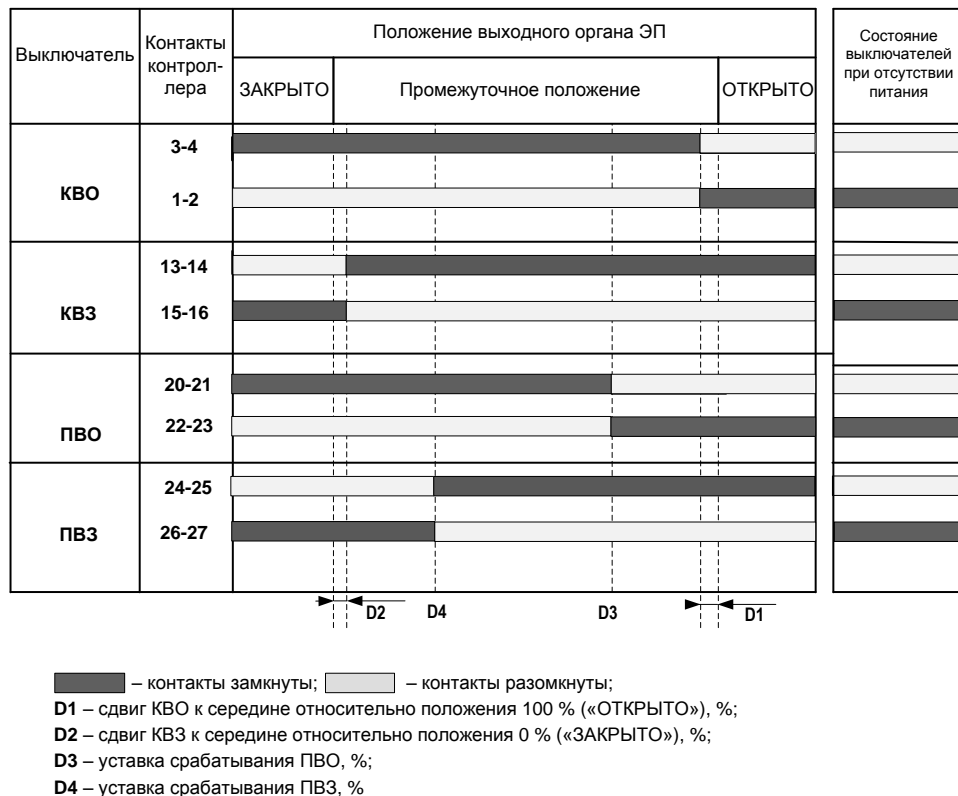 Выключатель
Контакты
контрол-
лера
Положение выходного органа ЭП
ЗАКРЫТО
Промежуточное положение
ОТКРЫТО
Состояние
выключателей
при отсутствии
питания
КВО
3-4
1-2
КВЗ
13-14
15-16
ПВО
20-21
22-23
ПВЗ
24-25
26-27
D2
D4
D3
D1
– контакты замкнуты; – контакты разомкнуты;
D1 – сдвиг КВО к середине относительно положения 100 % («ОТКРЫТО»), %;
D2 – сдвиг КВЗ к середине относительно положения 0 % («ЗАКРЫТО»), %;
D3 – уставка срабатывания ПВО, %;
D4 – уставка срабатывания ПВЗ, %